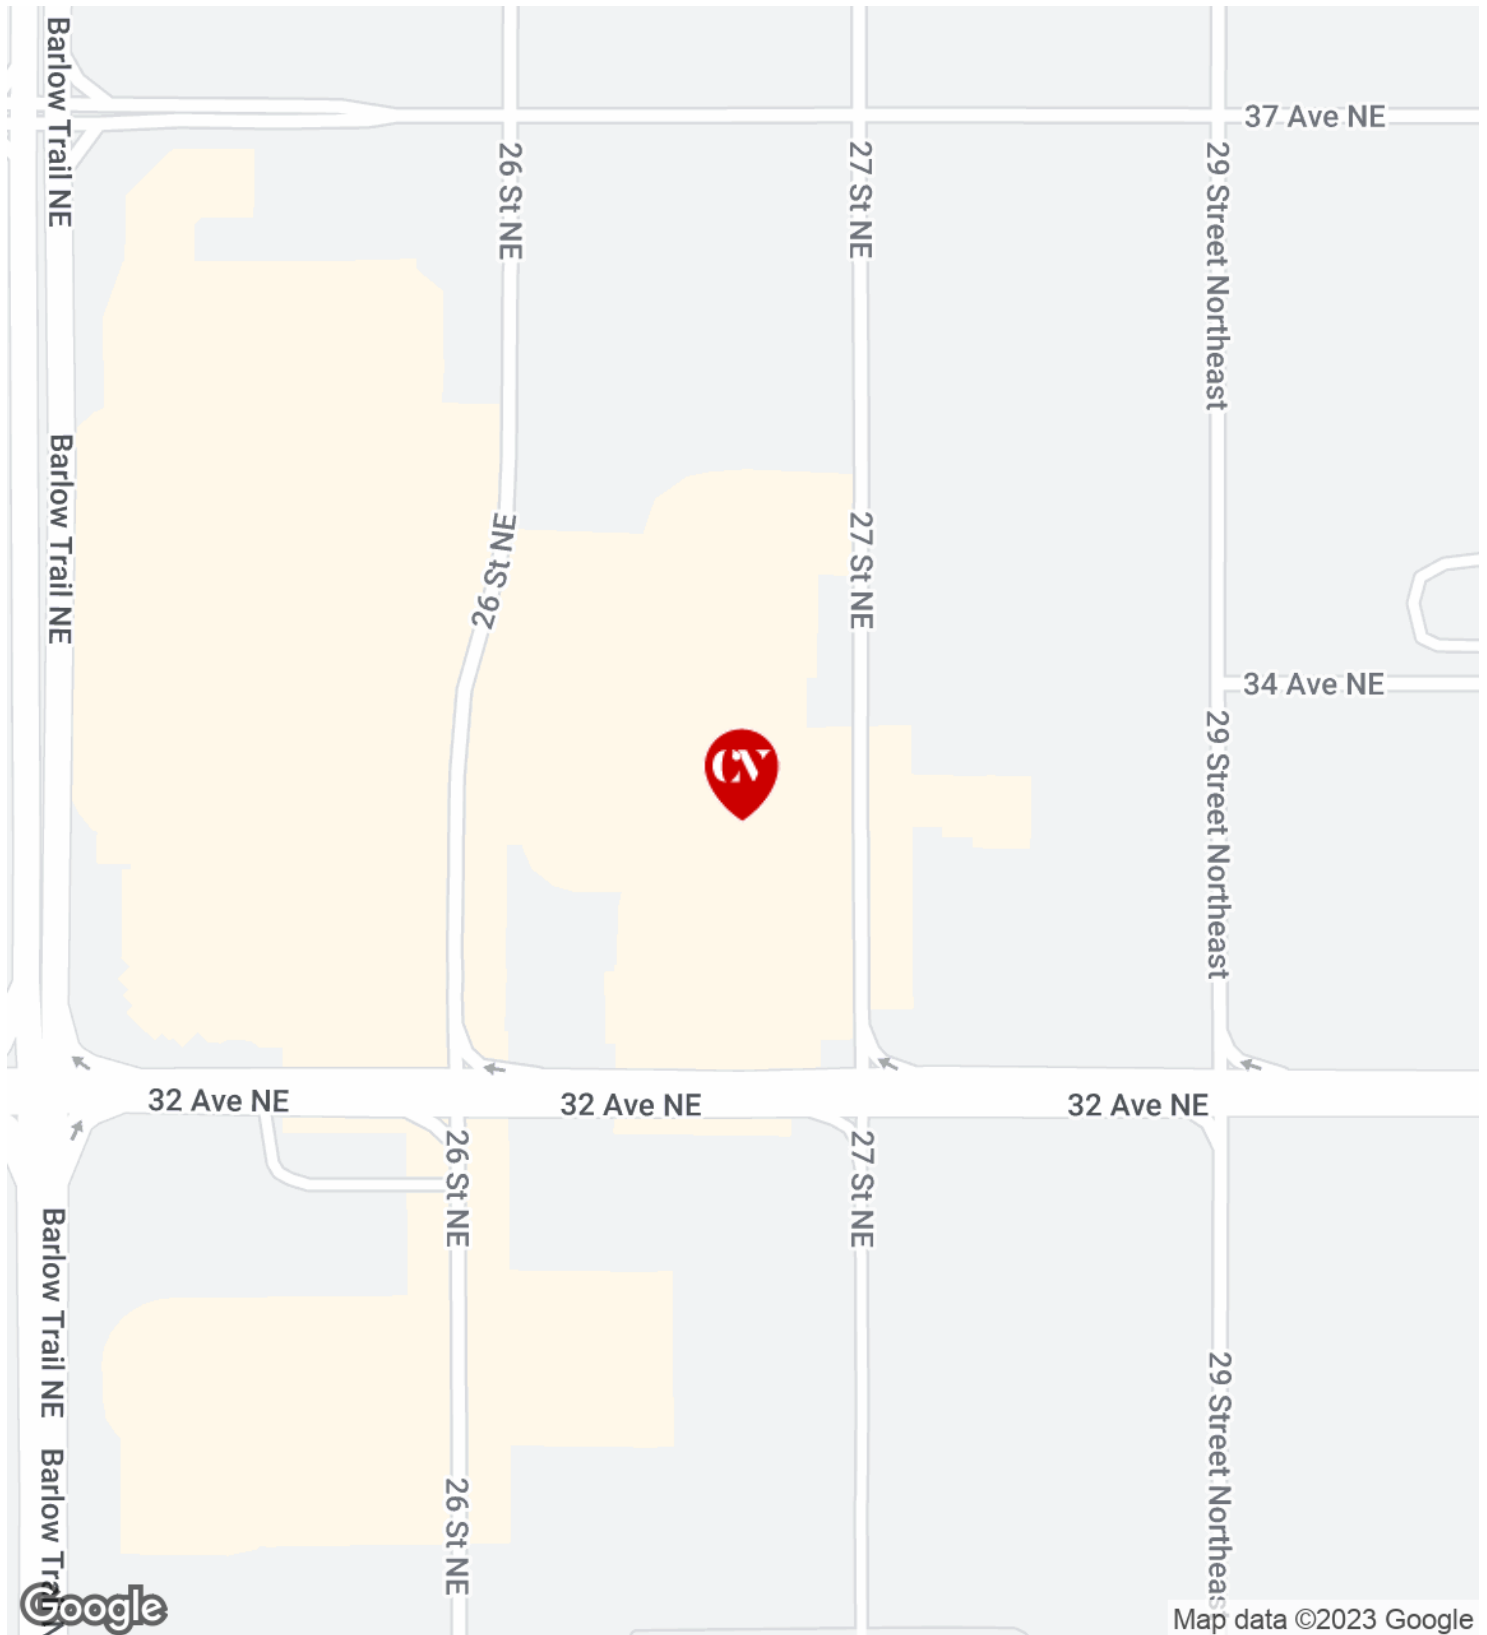 Barlow Trail NE
37 Ave NE
26 St NE
27 St NE
29 Street Northeast
Barlow Trail NE
26 St NE
27 St NE
34 Ave NE
29 Street Northeast
CV
32 Ave NE
32 Ave NE
32 Ave NE
26 St NE
27 St NE
Barlow Trail NE
29 Street Northeast
Barlow Trail N
26 St NE
Google
Map data ©2023 Google